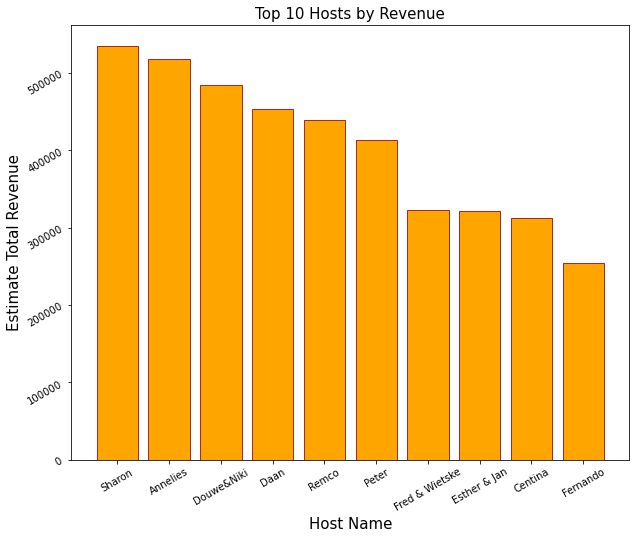 Top 10 Hosts by Revenue
Estimate Total Revenue
500000
400000
300000
200000
100000
0
Sharon
Annelies
Douwe&Niki
Daan
Remco
Peter
Fred & Wietske
Esther & Jan
Centina
Fernando
Host Name